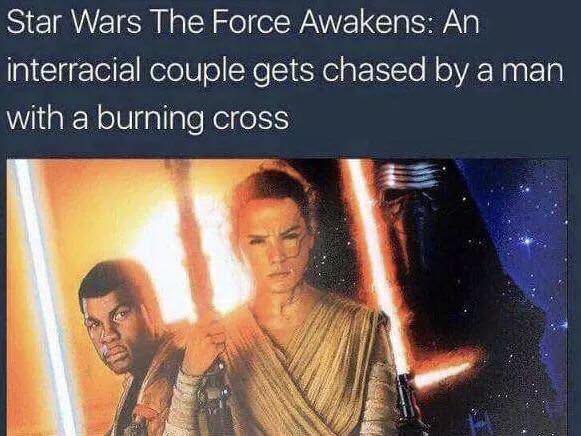 Star Wars The Force Awakens: An
interracial couple gets chased by a man
with a burning cross